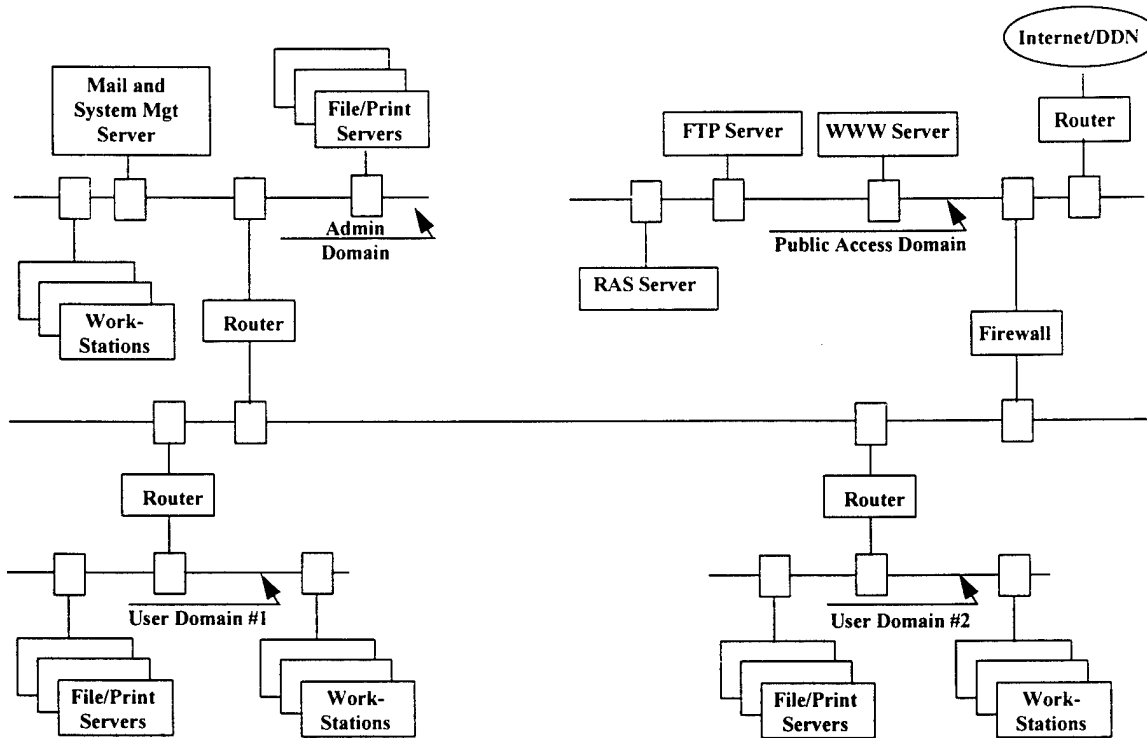 Internet/DDN
Mail and
System Mgt
Server
File/Print
Servers
FTP Server
WWW Server
Router
Admin
Domain
Public Access Domain
RAS Server
Work-
Stations
Router
Firewall
Router
Router
User Domain #1
User Domain #2
File/Print
Servers
Work-
Stations
File/Print
Servers
Work-
Stations